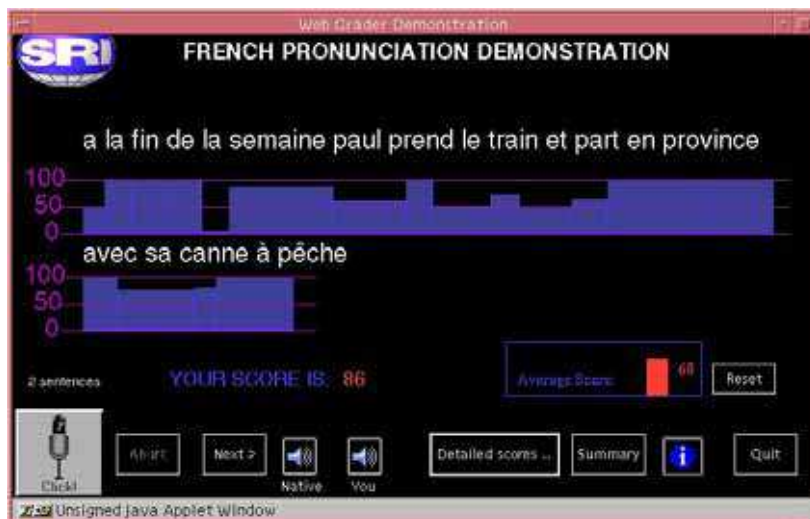 Web Grader Demonstration
SRI
FRENCH PRONUNCIATION DEMONSTRATION
a la fin de la semaine paul prend le train et part en province
100
50
0
avec sa canne à pêche
100
50
0
2 sentences
YOUR SCORE IS: 86
Average Score
68
Reset
Click!
Abort
Next >
Native
You
Detailed scores ..
Summary
i
Quit
Unsigned Java Applet Window